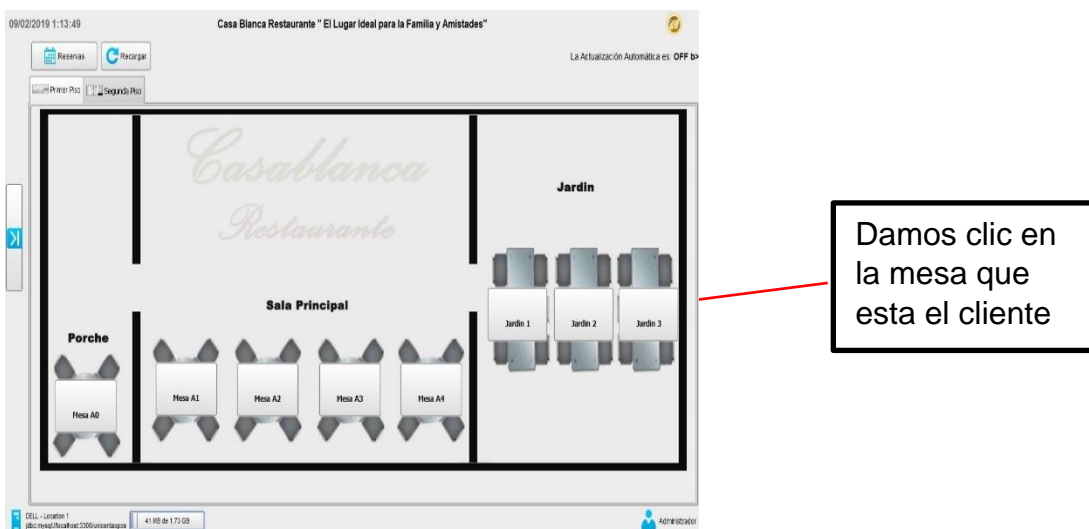 09/02/2019 1:13:49
Casa Blanca Restaurante " El Lugar Ideal para la Familia y Amistades"
Reservas
Recargar
La Actualización Automática es: OFF b>
Primer Piso
Segunda Piso
Casablanca
Restaurante
Jardin
Jardin 1
Jardin 2
Jardin 3
Sala Principal
Porche
Mesa A0
Mesa A1
Mesa A2
Mesa A3
Mesa A4
Damos clic en
la mesa que
esta el cliente
DELL - Location 1
jdbc:mysql://localhost:3306/unicentaopos
41 MB de 1,73 GB
Administrador